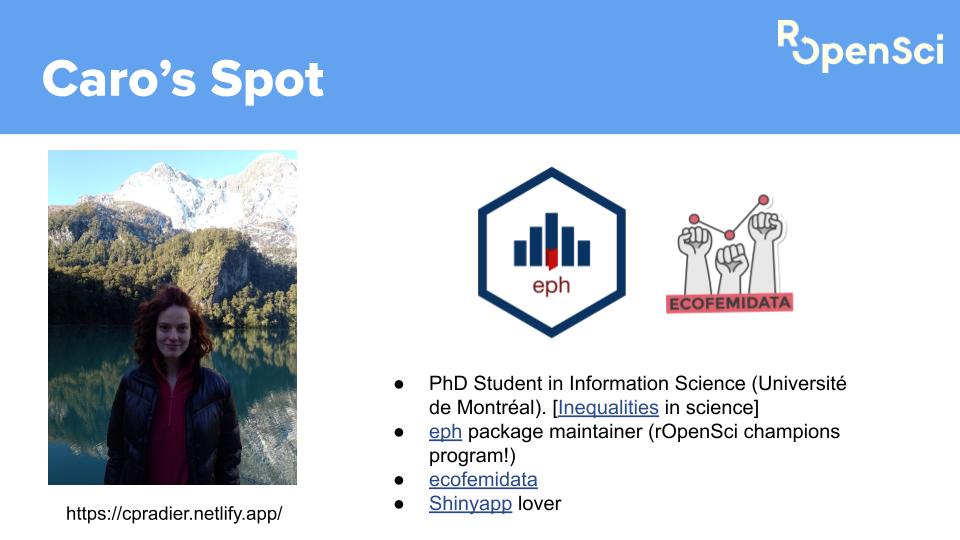 ROpenSci
Caro’s Spot
eph
ECOFEMIDATA
● PhD Student in Information Science (Université
de Montréal). [Inequalities in science]
● eph package maintainer (rOpenSci champions
program!)
● ecofemidata
● Shinyapp lover
https://cpradier.netlify.app/